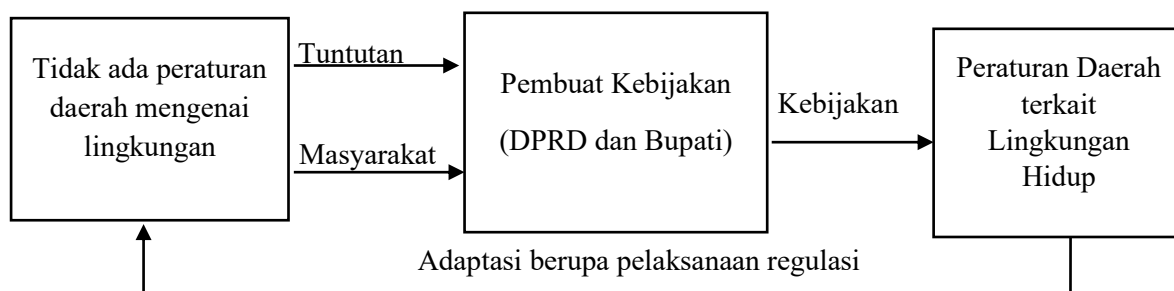 Tidak ada peraturan
daerah mengenai
lingkungan
Tuntutan
Masyarakat
Pembuat Kebijakan
(DPRD dan Bupati)
Kebijakan
Peraturan Daerah
terkait
Lingkungan
Hidup
Adaptasi berupa pelaksanaan regulasi